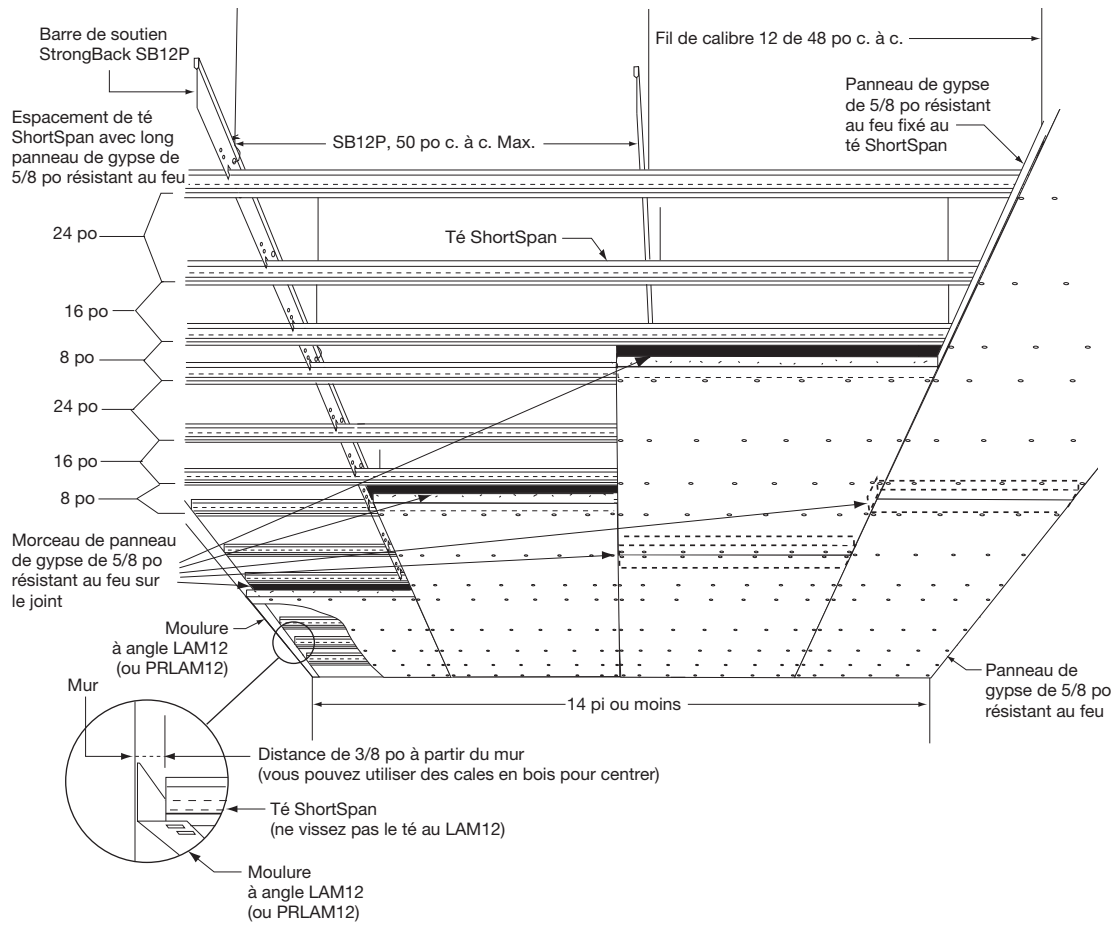 Barre de soutien
StrongBack SB12P
Fil de calibre 12 de 48 po c. à c.
Espacement de té
ShortSpan avec long
panneau de gypse de
5/8 po résistant au feu
SB12P, 50 po c. à c. Max.
Panneau de gypse
de 5/8 po résistant
au feu fixé au
té ShortSpan
Té ShortSpan
24 po
16 po
8 po
24 po
16 po
8 po
Morceau de panneau
de gypse de 5/8 po
résistant au feu sur
le joint
Moulure
à angle LAM12
(ou PRLAM12)
Mur
14 pi ou moins
Panneau de
gypse de 5/8 po
résistant au feu
Distance de 3/8 po à partir du mur
(vous pouvez utiliser des cales en bois pour centrer)
Té ShortSpan
(ne vissez pas le té au LAM12)
Moulure
à angle LAM12
(ou PRLAM12)